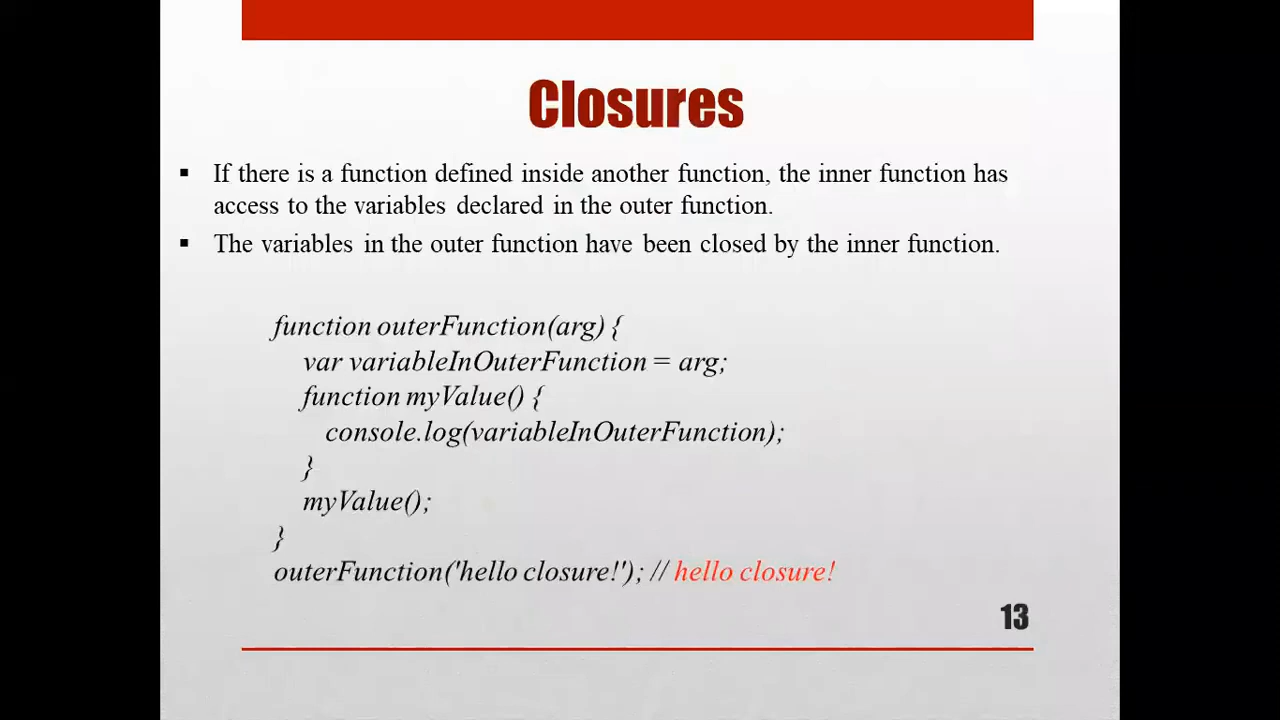 Closures
▪ If there is a function defined inside another function, the inner function has
access to the variables declared in the outer function.
▪ The variables in the outer function have been closed by the inner function.
function outerFunction(arg) {
var variableInOuterFunction = arg;
function myValue() {
console.log(variableInOuterFunction);
}
myValue();
}
outerFunction('hello closure!'); // hello closure!
13